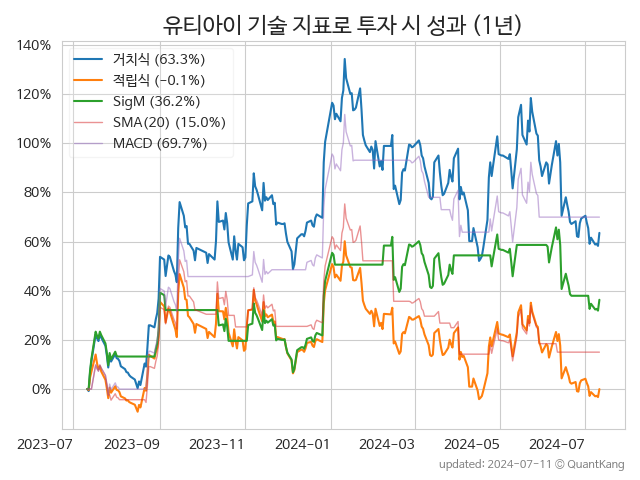 유티아이 기술 지표로 투자 시 성과 (1년)
140%
120%
100%
80%
60%
40%
20%
0%
거치식 (63.3%)
적립식 (−0.1%)
SigM (36.2%)
SMA(20) (15.0%)
MACD (69.7%)
2023-07
2023-09
2023-11
2024-01
2024-03
2024-05
2024-07
updated: 2024-07-11 © QuantKang